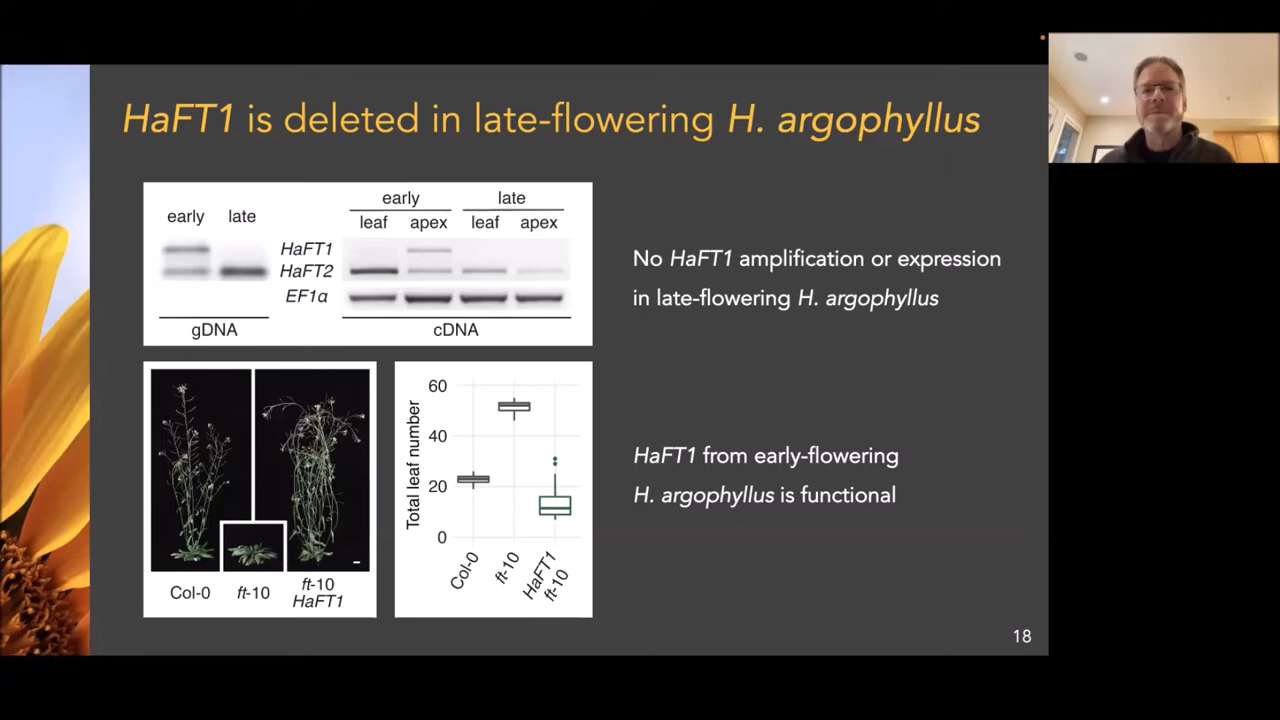 HaFT1 is deleted in late-flowering H. argophyllus
early late
early late
leaf apex leaf apex
HaFT1
HaFT2
EF1α
gDNA
cDNA
No HaFT1 amplification or expression
in late-flowering H. argophyllus
Col-0
ft-10
ft-10
HaFT1
Total leaf number
60
40
20
0
Col-0
ft-10
HaFT1
ft-10
HaFT1 from early-flowering
H. argophyllus is functional
18